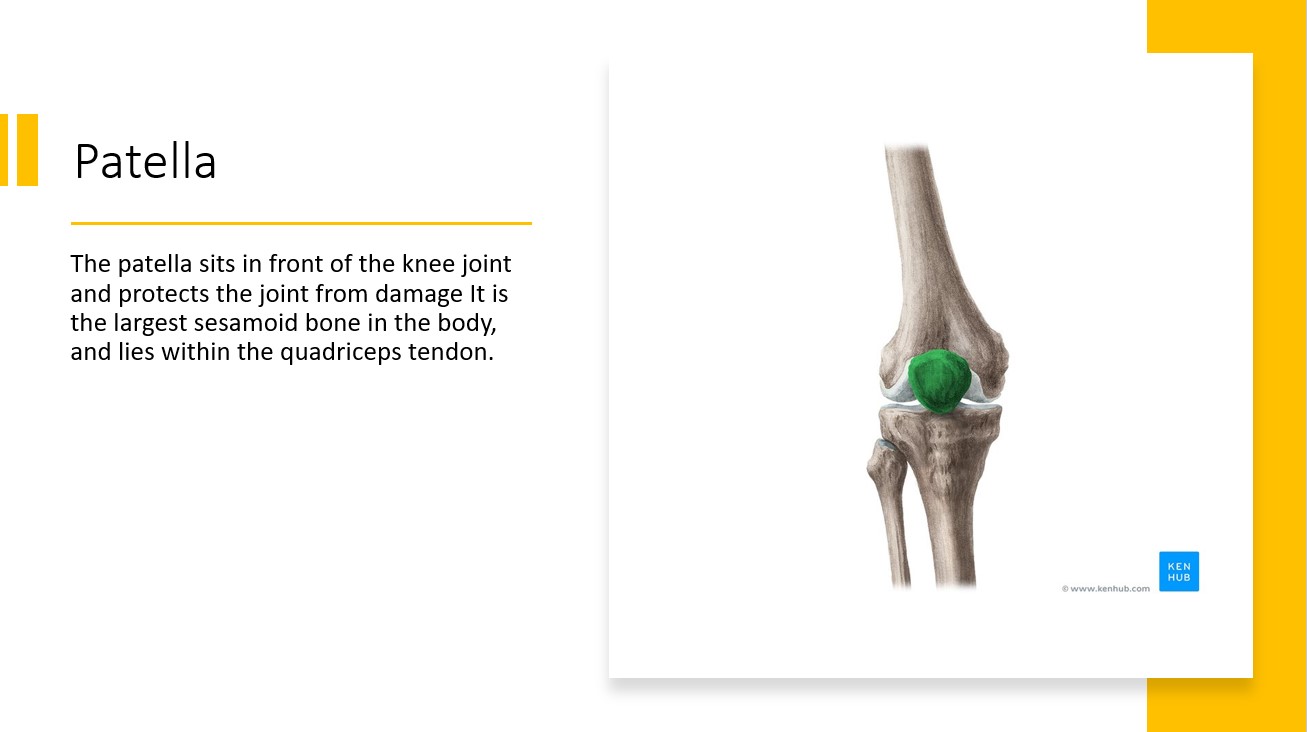 Patella
The patella sits in front of the knee joint
and protects the joint from damage It is
the largest sesamoid bone in the body,
and lies within the quadriceps tendon.
KEN
HUB
© www.kenhub.com